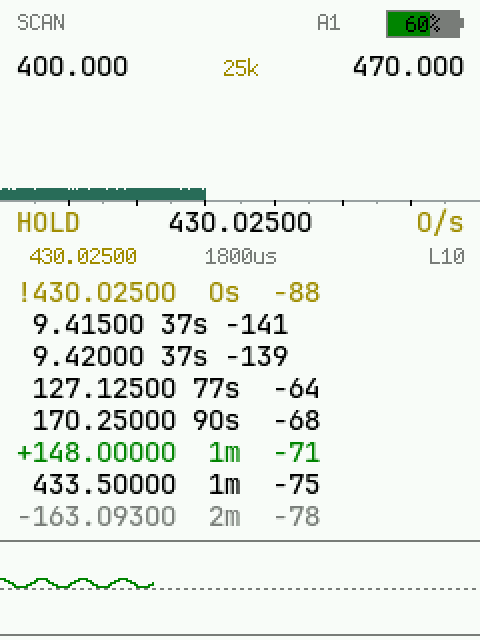 SCAN A1 60%
400.000 25k 470.000
HOLD 430.02500 0/s
430.02500 1800us L10
!430.02500 0s -88
9.41500 37s -141
9.42000 37s -139
127.12500 77s -64
170.25000 90s -68
+148.00000 1m -71
433.50000 1m -75
-163.09300 2m -78